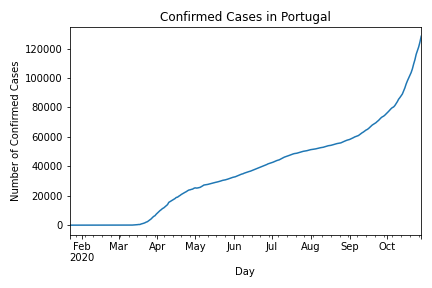 Confirmed Cases in Portugal
Number of Confirmed Cases
120000
100000
80000
60000
40000
20000
0
Feb Mar Apr May Jun Jul Aug Sep Oct
2020
Day